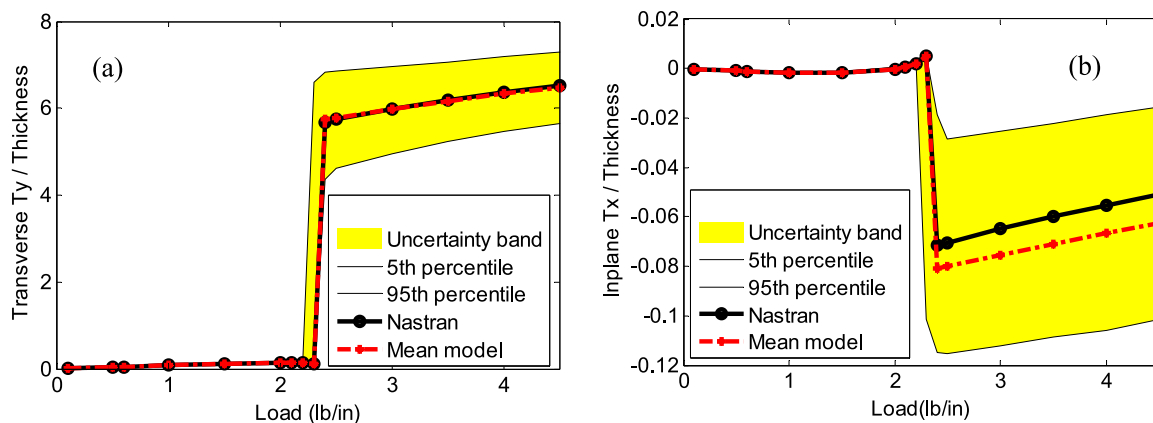 (a)
Transverse Ty / Thickness
8
6
4
2
0
0 1 2 3 4
Load (lb/in)
Uncertainty band
5th percentile
95th percentile
Nastran
Mean model
(b)
Inplane Tx / Thickness
0.02
0
-0.02
-0.04
-0.06
-0.08
-0.1
-0.12
0 1 2 3 4
Load(lb/in)
Uncertainty band
5th percentile
95th percentile
Nastran
Mean model